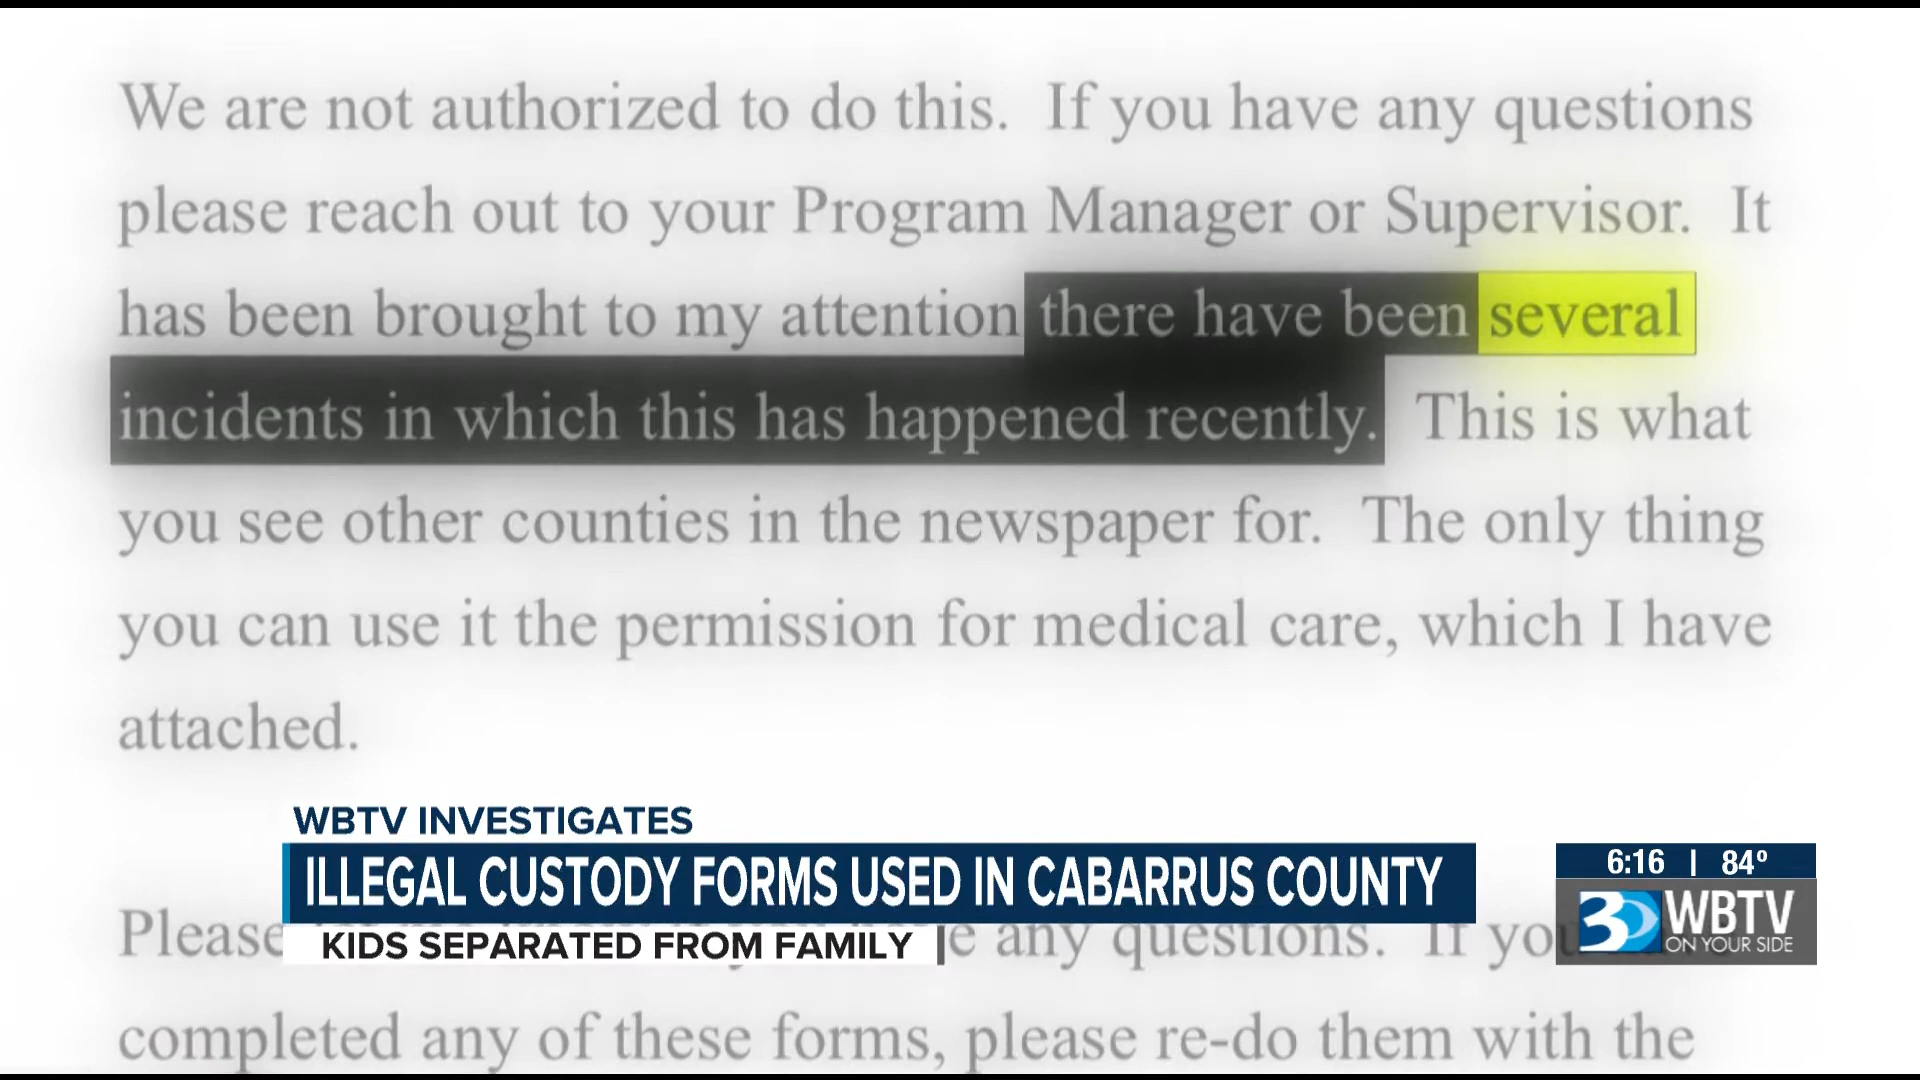 We are not authorized to do this. If you have any questions
please reach out to your Program Manager or Supervisor. It
has been brought to my attention there have been several
incidents in which this has happened recently. This is what
you see other counties in the newspaper for. The only thing
you can use it the permission for medical care, which I have
attached.
WBTV INVESTIGATES
ILLEGAL CUSTODY FORMS USED IN CABARRUS COUNTY
KIDS SEPARATED FROM FAMILY
6:16 | 84º
3 WBTV
ON YOUR SIDE
Please any questions. If
completed any of these forms, please re-do them with the